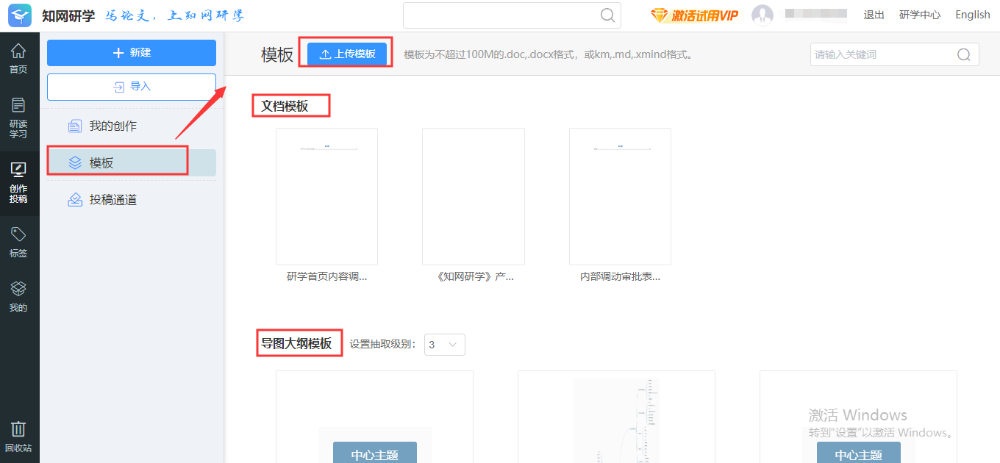 知网研学 写论文，上知网研学
激活试用VIP 退出 研学中心 English
首页
研读
学习
创作
投稿
标签
我的
回收站
新建
导入
我的创作
模板
投稿通道
模板 上传模板 模板为不超过100M的.doc,.docx格式，或km,.md,.xmind格式。 请输入关键词
文档模板
研学首页内容调... 《知网研学》产... 内部调动审批表...
导图大纲模板 设置抽取级别： 3
中心主题
激活 Windows
转到"设置"以激活 Windows。
中心主题